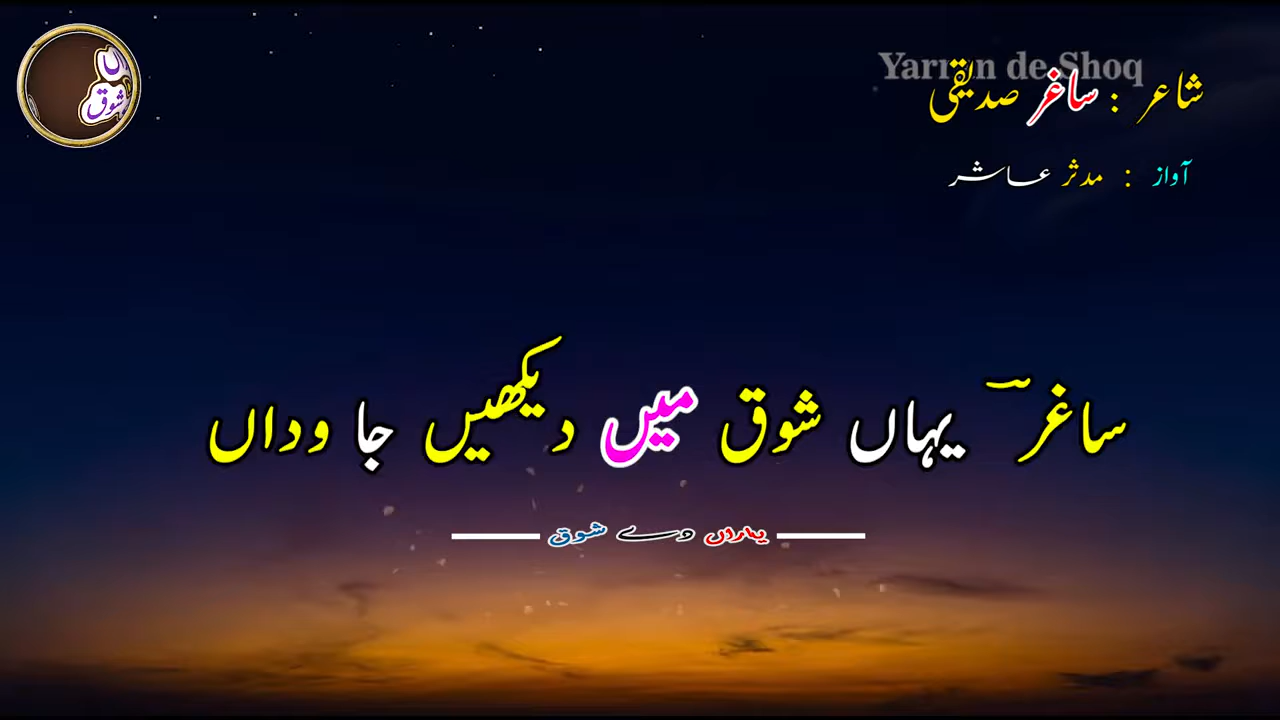 Yarran de Shoq
شاعر : ساغر صدیقی
آواز : مدثر عاشر
ساغرؔ یہاں شوق میں دیکھیں جا وداں
یاراں دے شوق
شوق